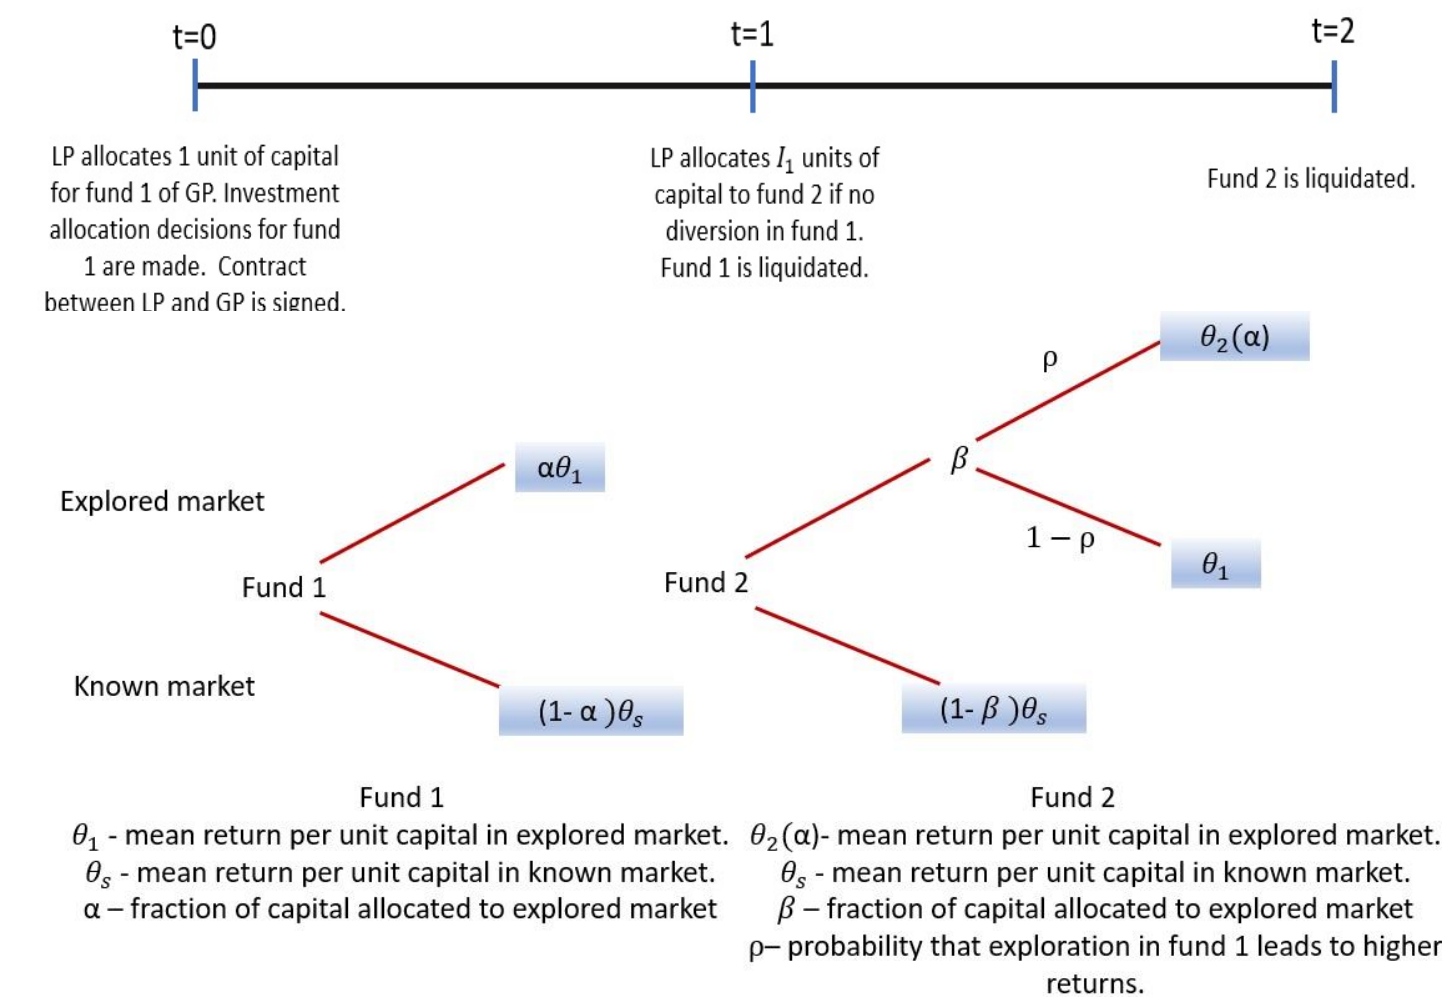 t=0
t=1
t=2
LP allocates 1 unit of capital
for fund 1 of GP. Investment
allocation decisions for fund
1 are made.  Contract
between LP and GP is signed.
LP allocates I₁ units of
capital to fund 2 if no
diversion in fund 1.
Fund 1 is liquidated.
Fund 2 is liquidated.
θ₂(α)
ρ
αθ₁
β
Explored market
1 − ρ
θ₁
Fund 1
Fund 2
Known market
(1- α )θₛ
(1- β )θₛ
Fund 1
θ₁ - mean return per unit capital in explored market.
θₛ - mean return per unit capital in known market.
α – fraction of capital allocated to explored market
Fund 2
θ₂(α)- mean return per unit capital in explored market.
θₛ - mean return per unit capital in known market.
β – fraction of capital allocated to explored market
ρ– probability that exploration in fund 1 leads to higher
returns.